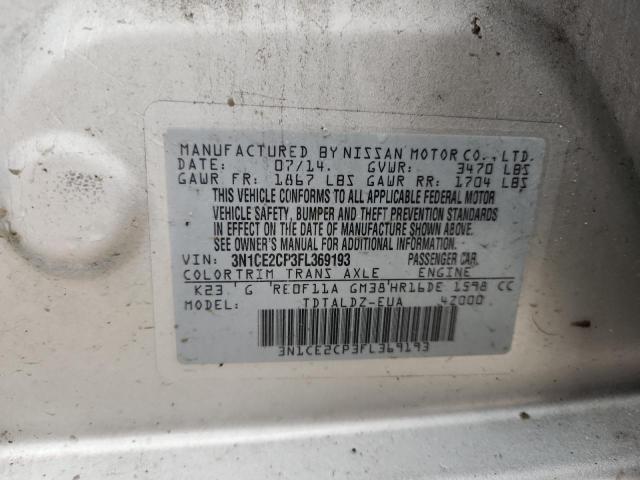 MANUFACTURED BY NISSAN MOTOR CO., LTD.
DATE: 07/14. GVWR: 3470 LBS
GAWR FR: 1867 LBS GAWR RR: 1704 LBS
THIS VEHICLE CONFORMS TO ALL APPLICABLE FEDERAL MOTOR
VEHICLE SAFETY, BUMPER AND THEFT PREVENTION STANDARDS
IN EFFECT ON THE DATE OF MANUFACTURE SHOWN ABOVE.
SEE OWNER'S MANUAL FOR ADDITIONAL INFORMATION
VIN: 3N1CE2CP3FL369193 PASSENGER CAR.
COLOR TRIM TRANS AXLE ENGINE
K23 G RE0F11A GM38 HR16DE 1598 CC
MODEL: TDTALDZ-EUA 4Z000
3N1CE2CP3FL369193